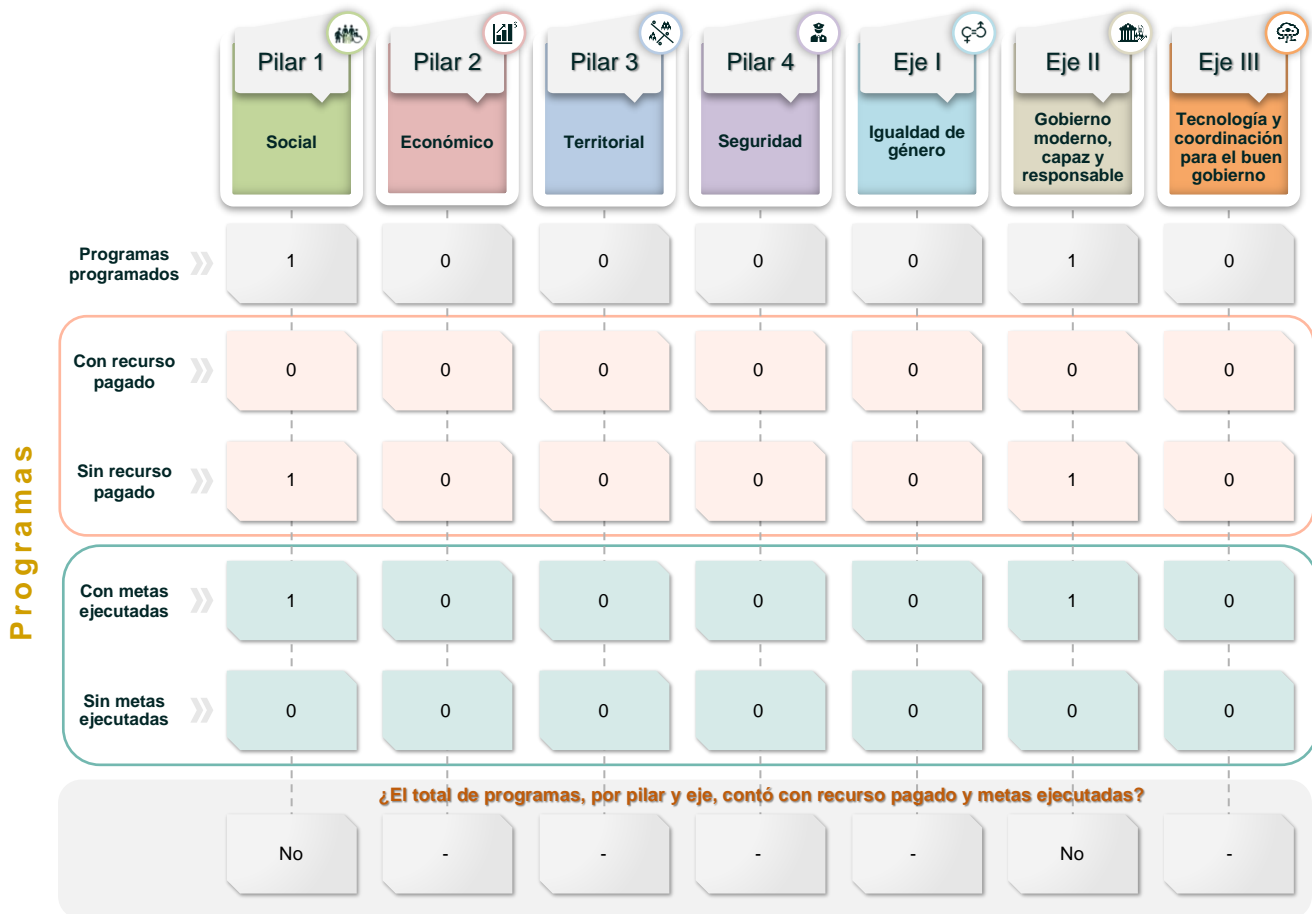 Pilar 1
Pilar 2
Pilar 3
Pilar 4
Eje I
Eje II
Eje III
Social
Económico
Territorial
Seguridad
Igualdad de
género
Gobierno
moderno,
capaz y
responsable
Tecnología y
coordinación
para el buen
gobierno
Programas
Programas
programados
1 0 0 0 0 1 0
Con recurso
pagado
0 0 0 0 0 0 0
Sin recurso
pagado
1 0 0 0 0 1 0
Con metas
ejecutadas
1 0 0 0 0 1 0
Sin metas
ejecutadas
0 0 0 0 0 0 0
¿El total de programas, por pilar y eje, contó con recurso pagado y metas ejecutadas?
No - - - - No -